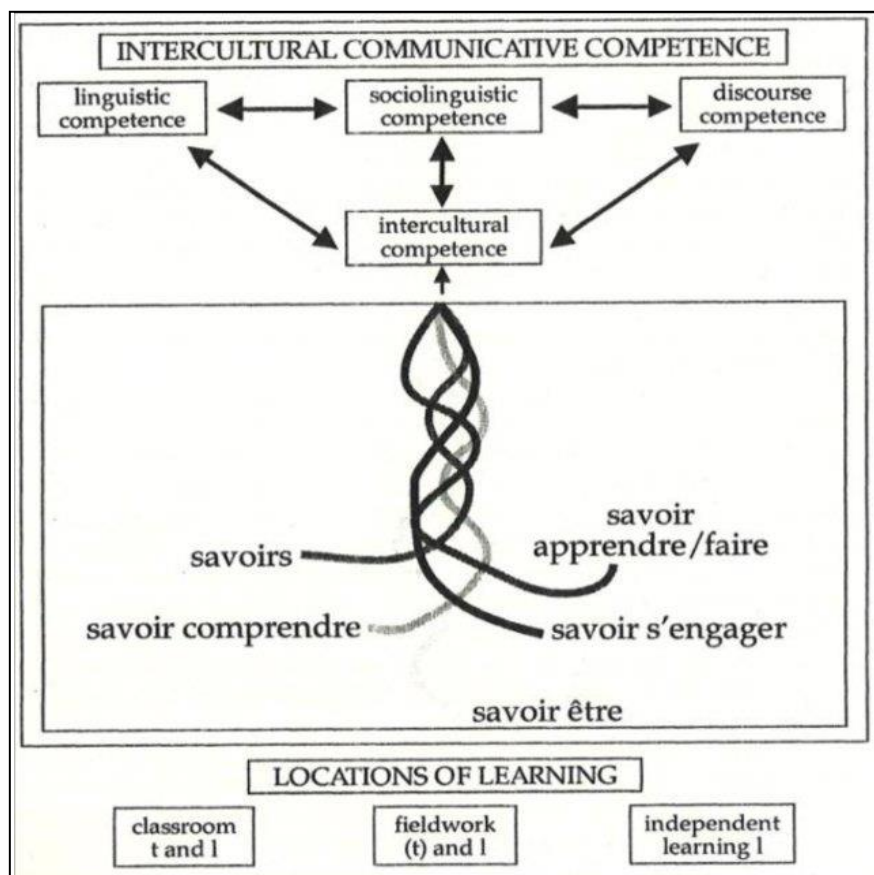 INTERCULTURAL COMMUNICATIVE COMPETENCE
linguistic
competence
sociolinguistic
competence
discourse
competence
intercultural
competence
savoir
apprendre/faire
savoirs
savoir comprendre
savoir s'engager
savoir être
LOCATIONS OF LEARNING
classroom
t and l
fieldwork
(t) and l
independent
learning l